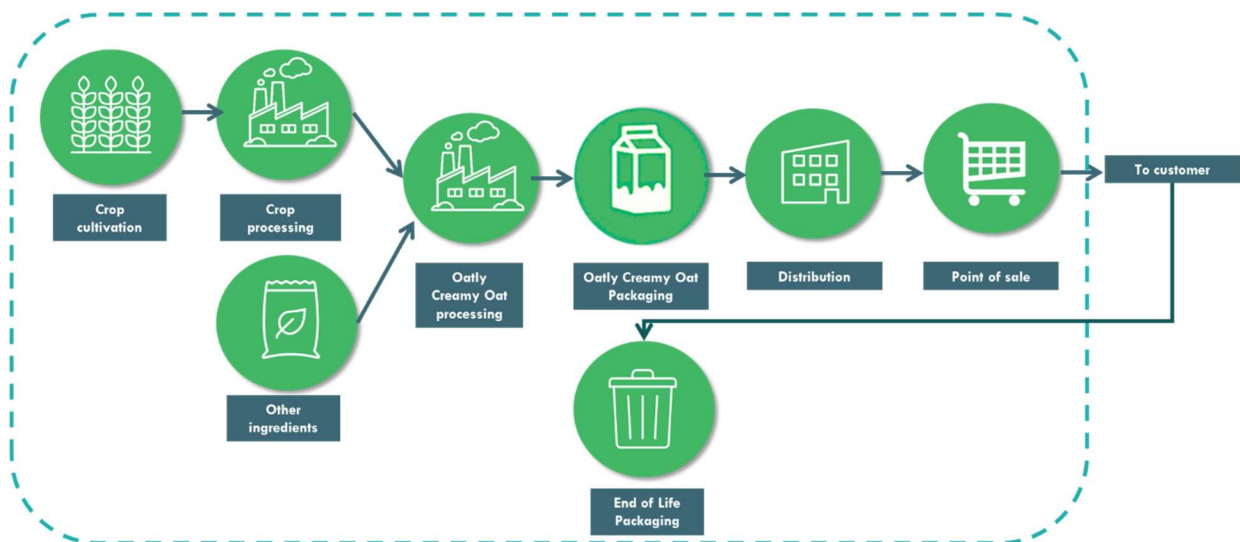 Crop
cultivation
Crop
processing
Other
ingredients
Oatly
Creamy Oat
processing
Oatly Creamy Oat
Packaging
Distribution
Point of sale
To customer
End of Life
Packaging